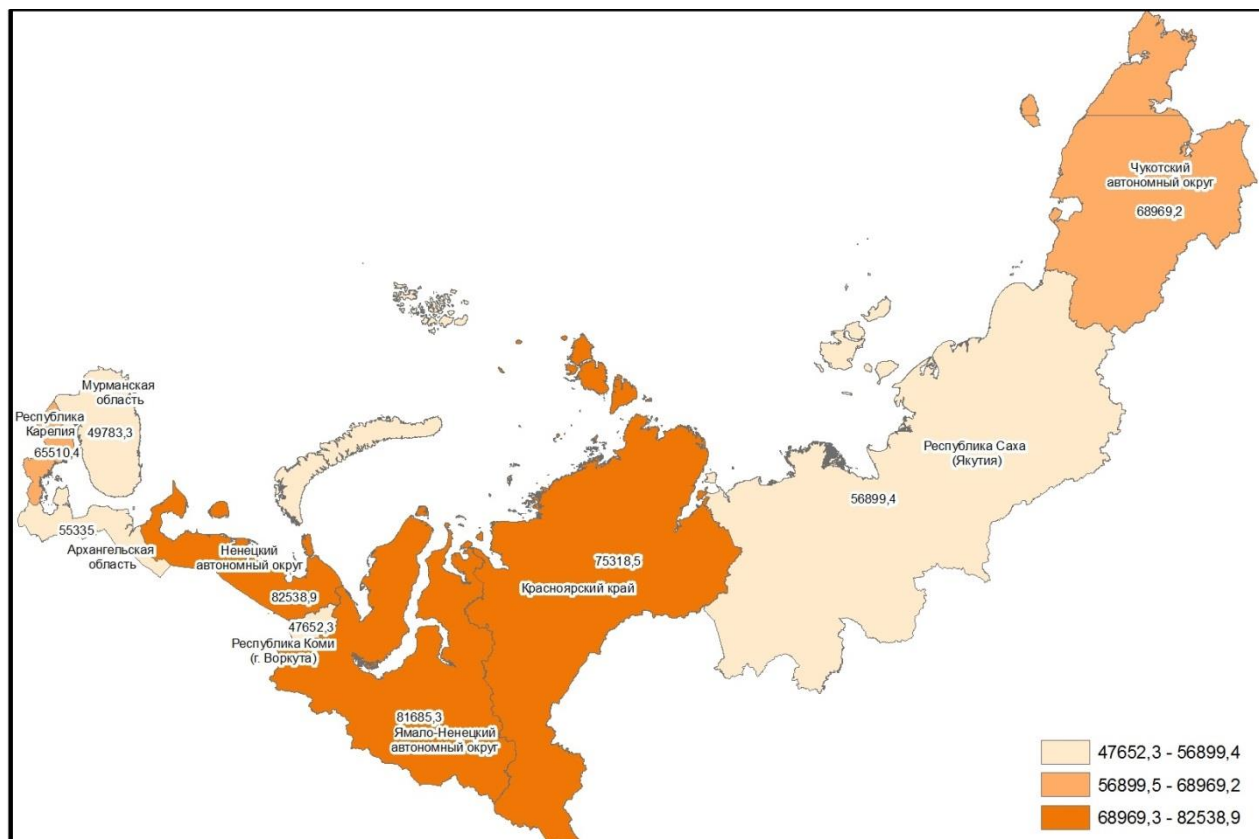 Чукотский
автономный округ
68969,2
Мурманская
область
49783,3
Республика
Карелия
65510,4
Республика Саха
(Якутия)
56899,4
55335
Архангельская
область
Ненецкий
автономный округ
82538,9
75318,5
Красноярский край
47652,3
Республика Коми
(г. Воркута)
81685,3
Ямало-Ненецкий
автономный округ
47652,3 - 56899,4
56899,5 - 68969,2
68969,3 - 82538,9